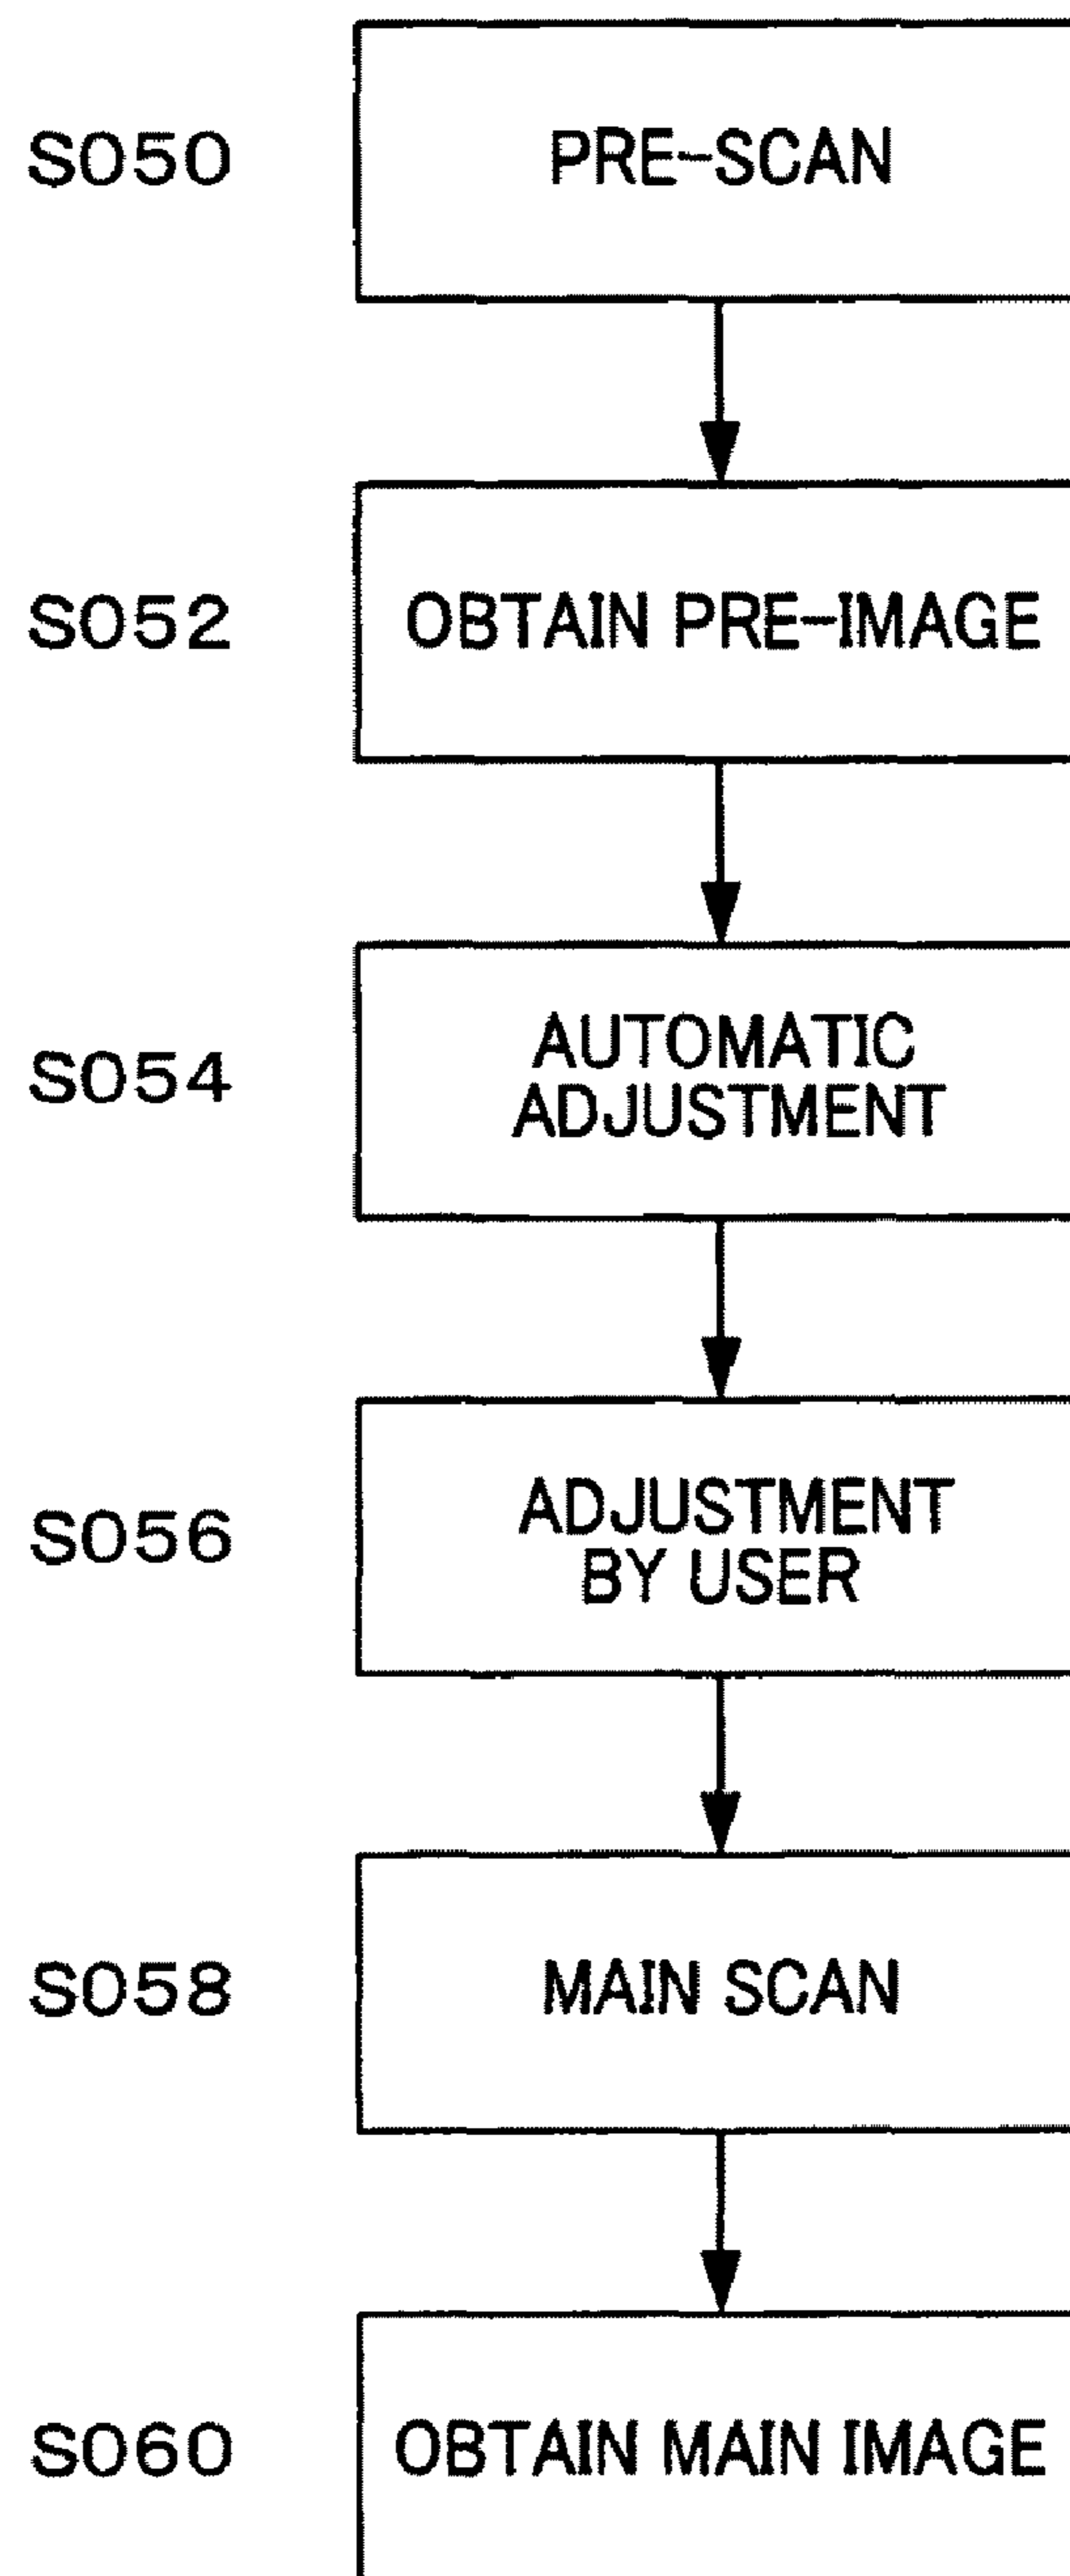 S050
PRE-SCAN
S052
OBTAIN PRE-IMAGE
S054
AUTOMATIC
ADJUSTMENT
S056
ADJUSTMENT
BY USER
S058
MAIN SCAN
S060
OBTAIN MAIN IMAGE